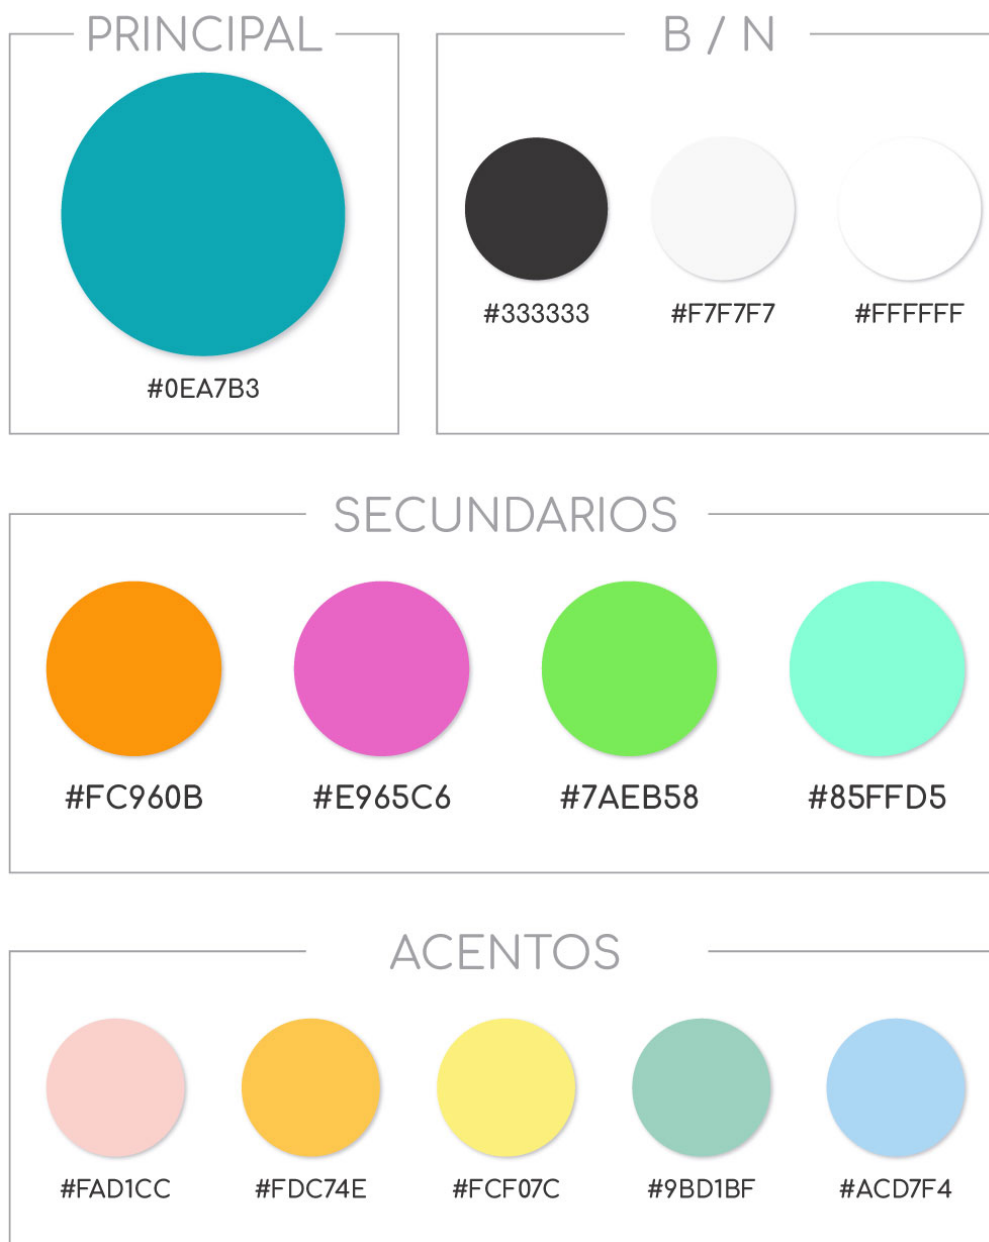 PRINCIPAL
#0EA7B3
B / N
#333333
#F7F7F7
#FFFFFF
SECUNDARIOS
#FC960B
#E965C6
#7AEB58
#85FFD5
ACENTOS
#FAD1CC
#FDC74E
#FCF07C
#9BD1BF
#ACD7F4